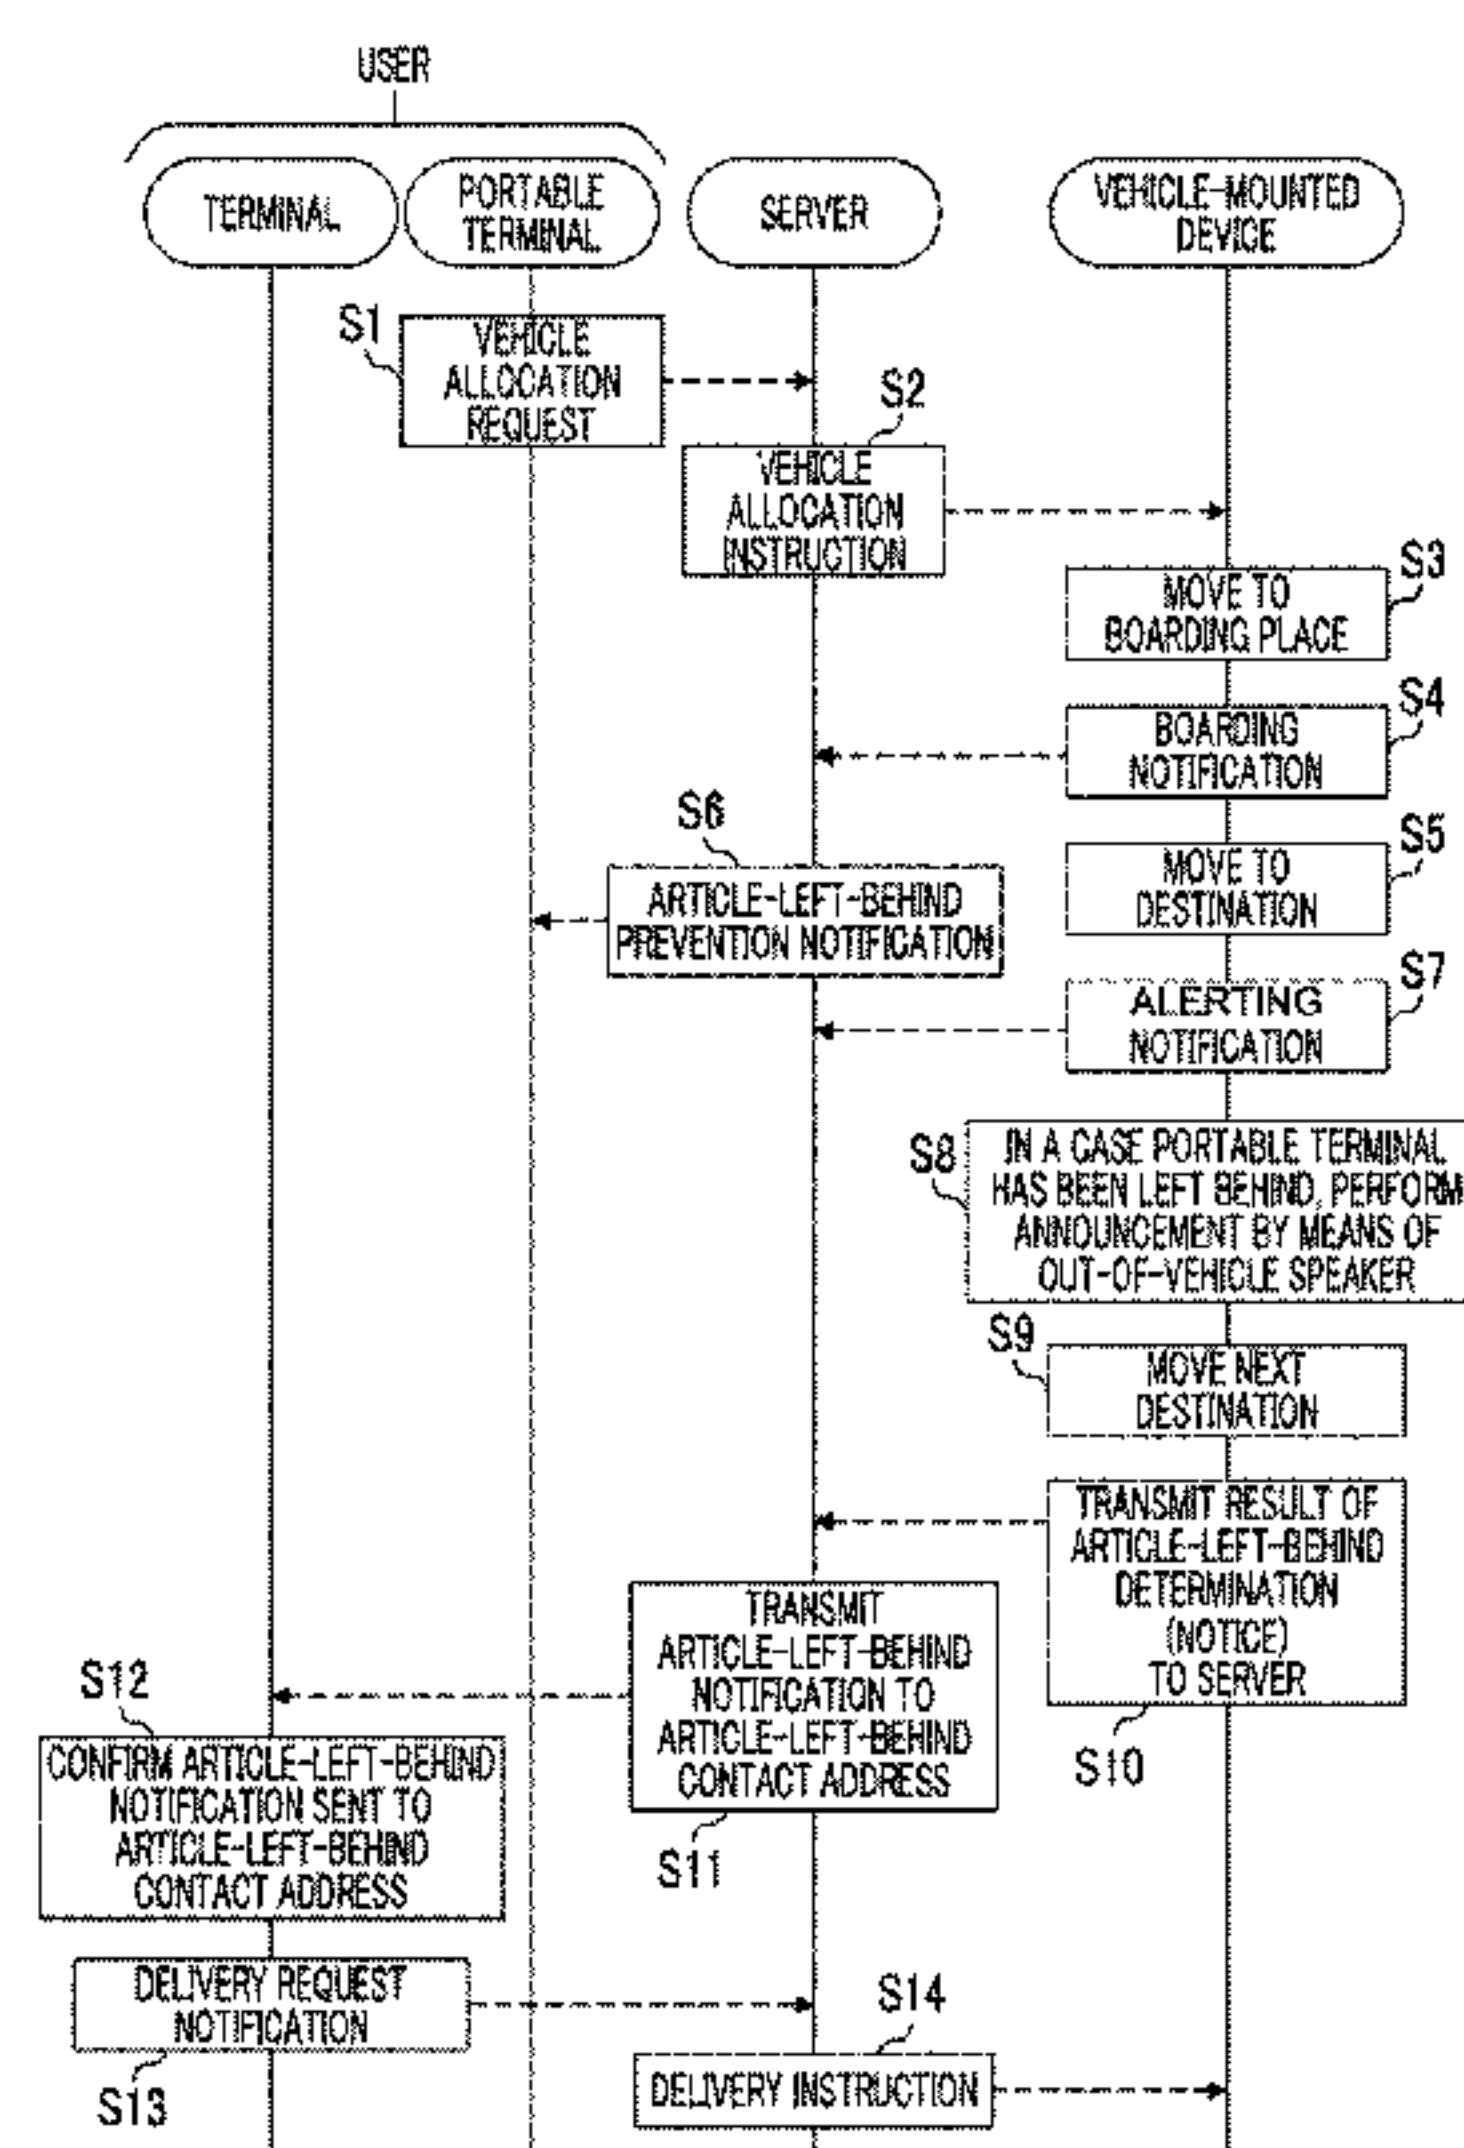 USER
TERMINAL
PORTABLE
TERMINAL
SERVER
VEHICLE-MOUNTED
DEVICE
S1
VEHICLE
ALLOCATION
REQUEST
S2
VEHICLE
ALLOCATION
INSTRUCTION
S3
MOVE TO
BOARDING PLACE
S4
BOARDING
NOTIFICATION
S5
MOVE TO
DESTINATION
S6
ARTICLE-LEFT-BEHIND
PREVENTION NOTIFICATION
S7
ALERTING
NOTIFICATION
S8
IN A CASE PORTABLE TERMINAL
HAS BEEN LEFT BEHIND, PERFORM
ANNOUNCEMENT BY MEANS OF
OUT-OF-VEHICLE SPEAKER
S9
MOVE NEXT
DESTINATION
TRANSMIT RESULT OF
ARTICLE-LEFT-BEHIND
DETERMINATION
(NOTICE)
TO SERVER
S10
TRANSMIT
ARTICLE-LEFT-BEHIND
NOTIFICATION TO
ARTICLE-LEFT-BEHIND
CONTACT ADDRESS
S11
S12
CONFIRM ARTICLE-LEFT-BEHIND
NOTIFICATION SENT TO
ARTICLE-LEFT-BEHIND
CONTACT ADDRESS
DELIVERY REQUEST
NOTIFICATION
S13
S14
DELIVERY INSTRUCTION